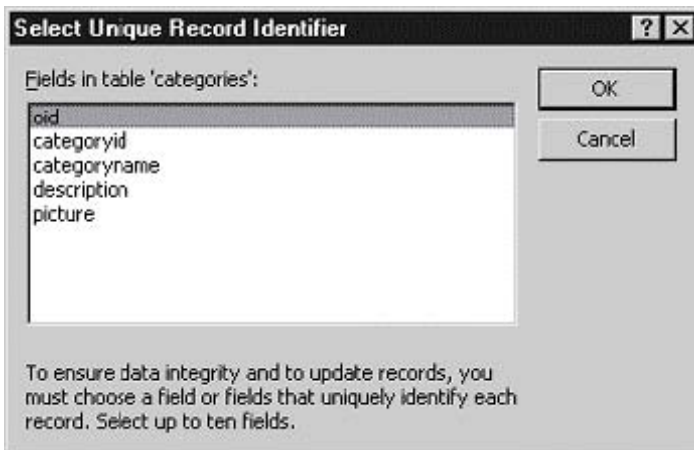 Select Unique Record Identifier
Fields in table 'categories':
OK
oid
categoryid
Cancel
categoryname
description
picture
To ensure data integrity and to update records, you
must choose a field or fields that uniquely identify each
record. Select up to ten fields.